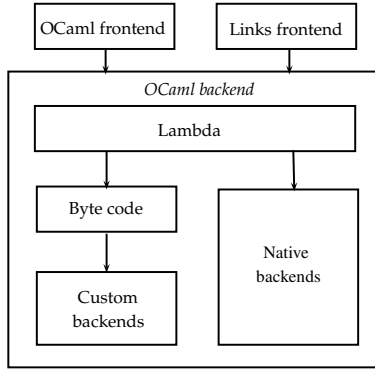 OCaml frontend
Links frontend
OCaml backend
Lambda
Byte code
Native
backends
Custom
backends